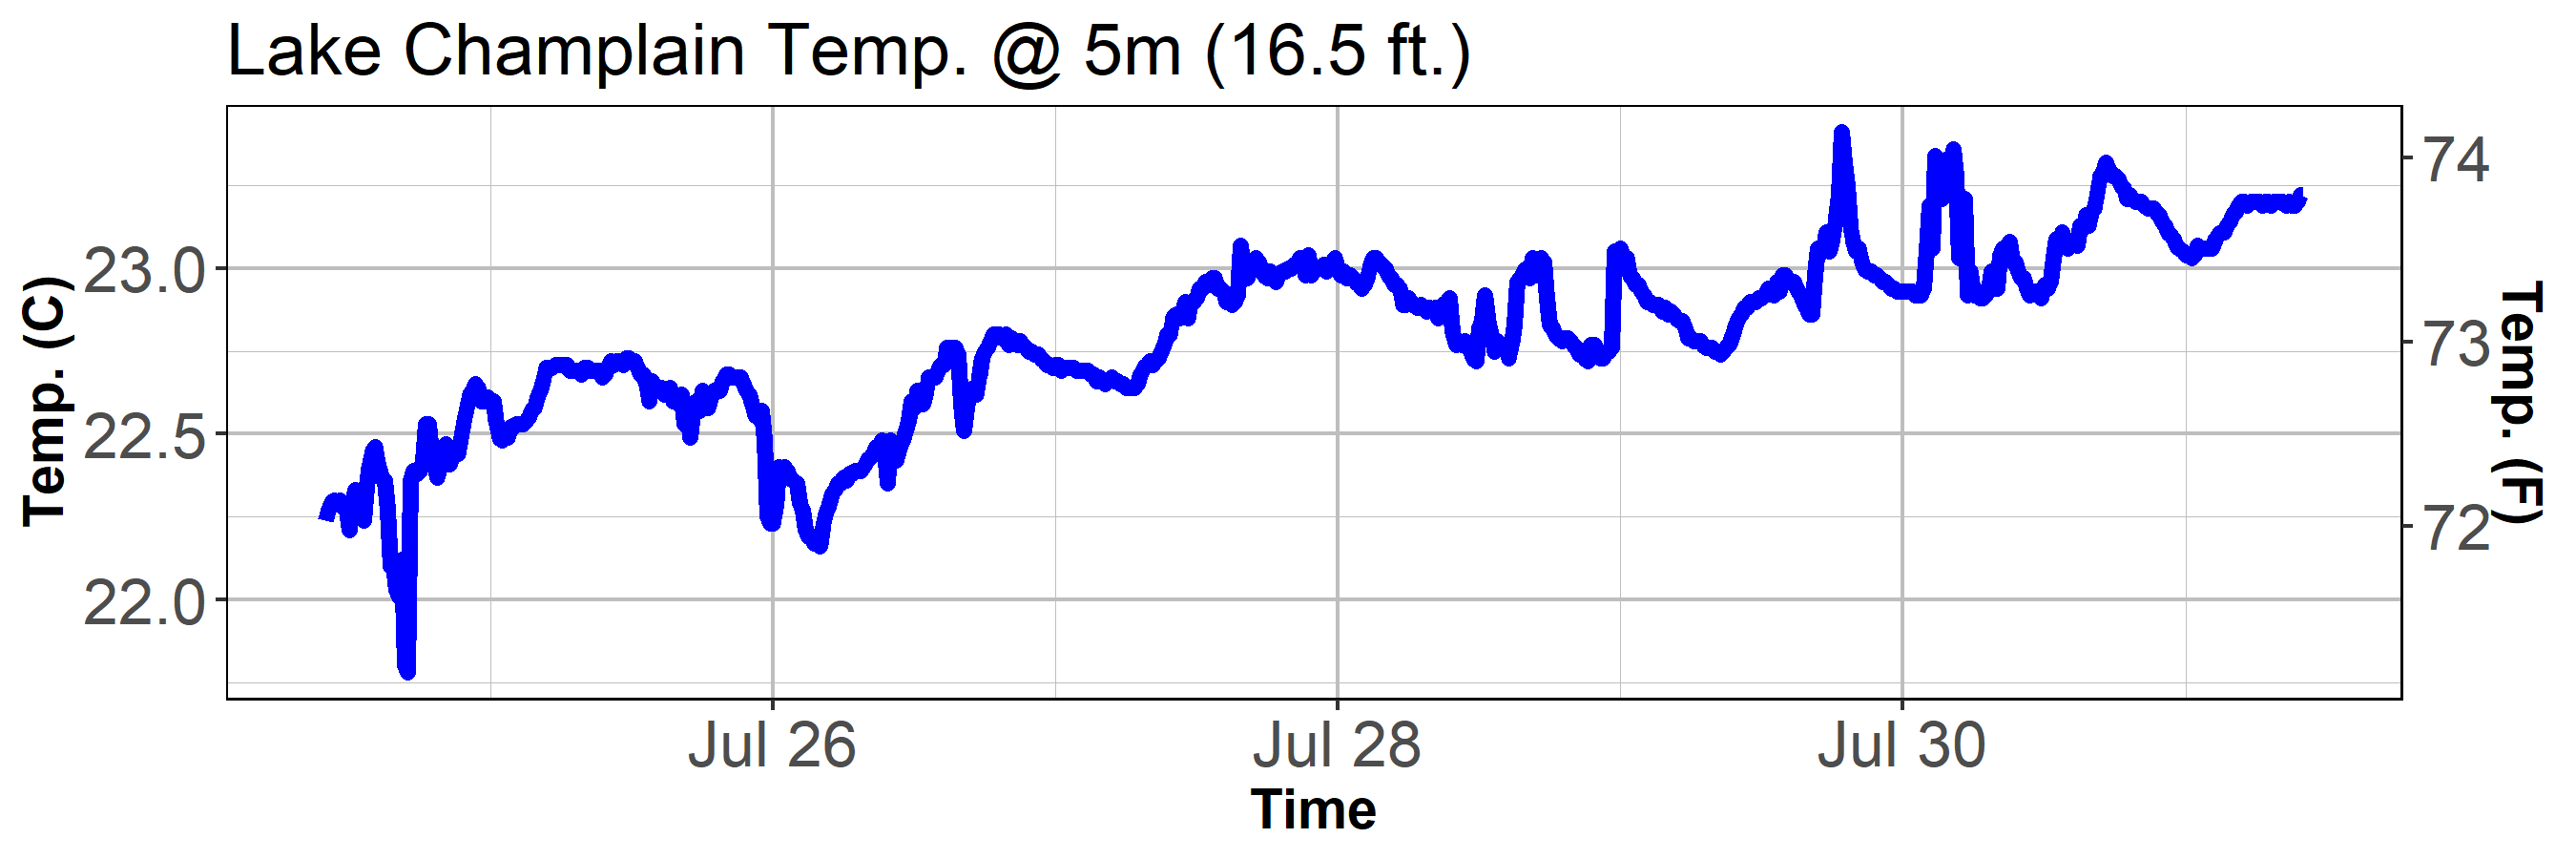 Lake Champlain Temp. @ 5m (16.5 ft.)
Temp. (C)
23.0
22.5
22.0
74
73
72
Temp. (F)
Jul 26 Jul 28 Jul 30
Time